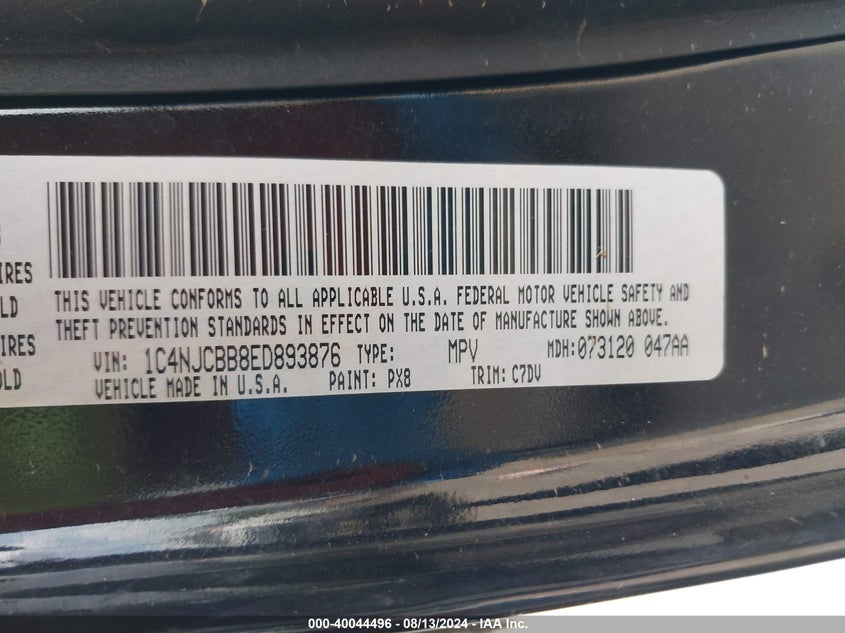 IRES
LD
THIS VEHICLE CONFORMS TO ALL APPLICABLE U.S.A. FEDERAL MOTOR VEHICLE SAFETY AND
THEFT PREVENTION STANDARDS IN EFFECT ON THE DATE OF MANUFACTURE SHOWN ABOVE.
IRES
OLD
VIN: 1C4NJCBB8ED893876 TYPE: MPV MDH:073120 047AA
VEHICLE MADE IN U.S.A. PAINT: PX8 TRIM: C7DV
000-40044496 - 08/13/2024 - IAA Inc.